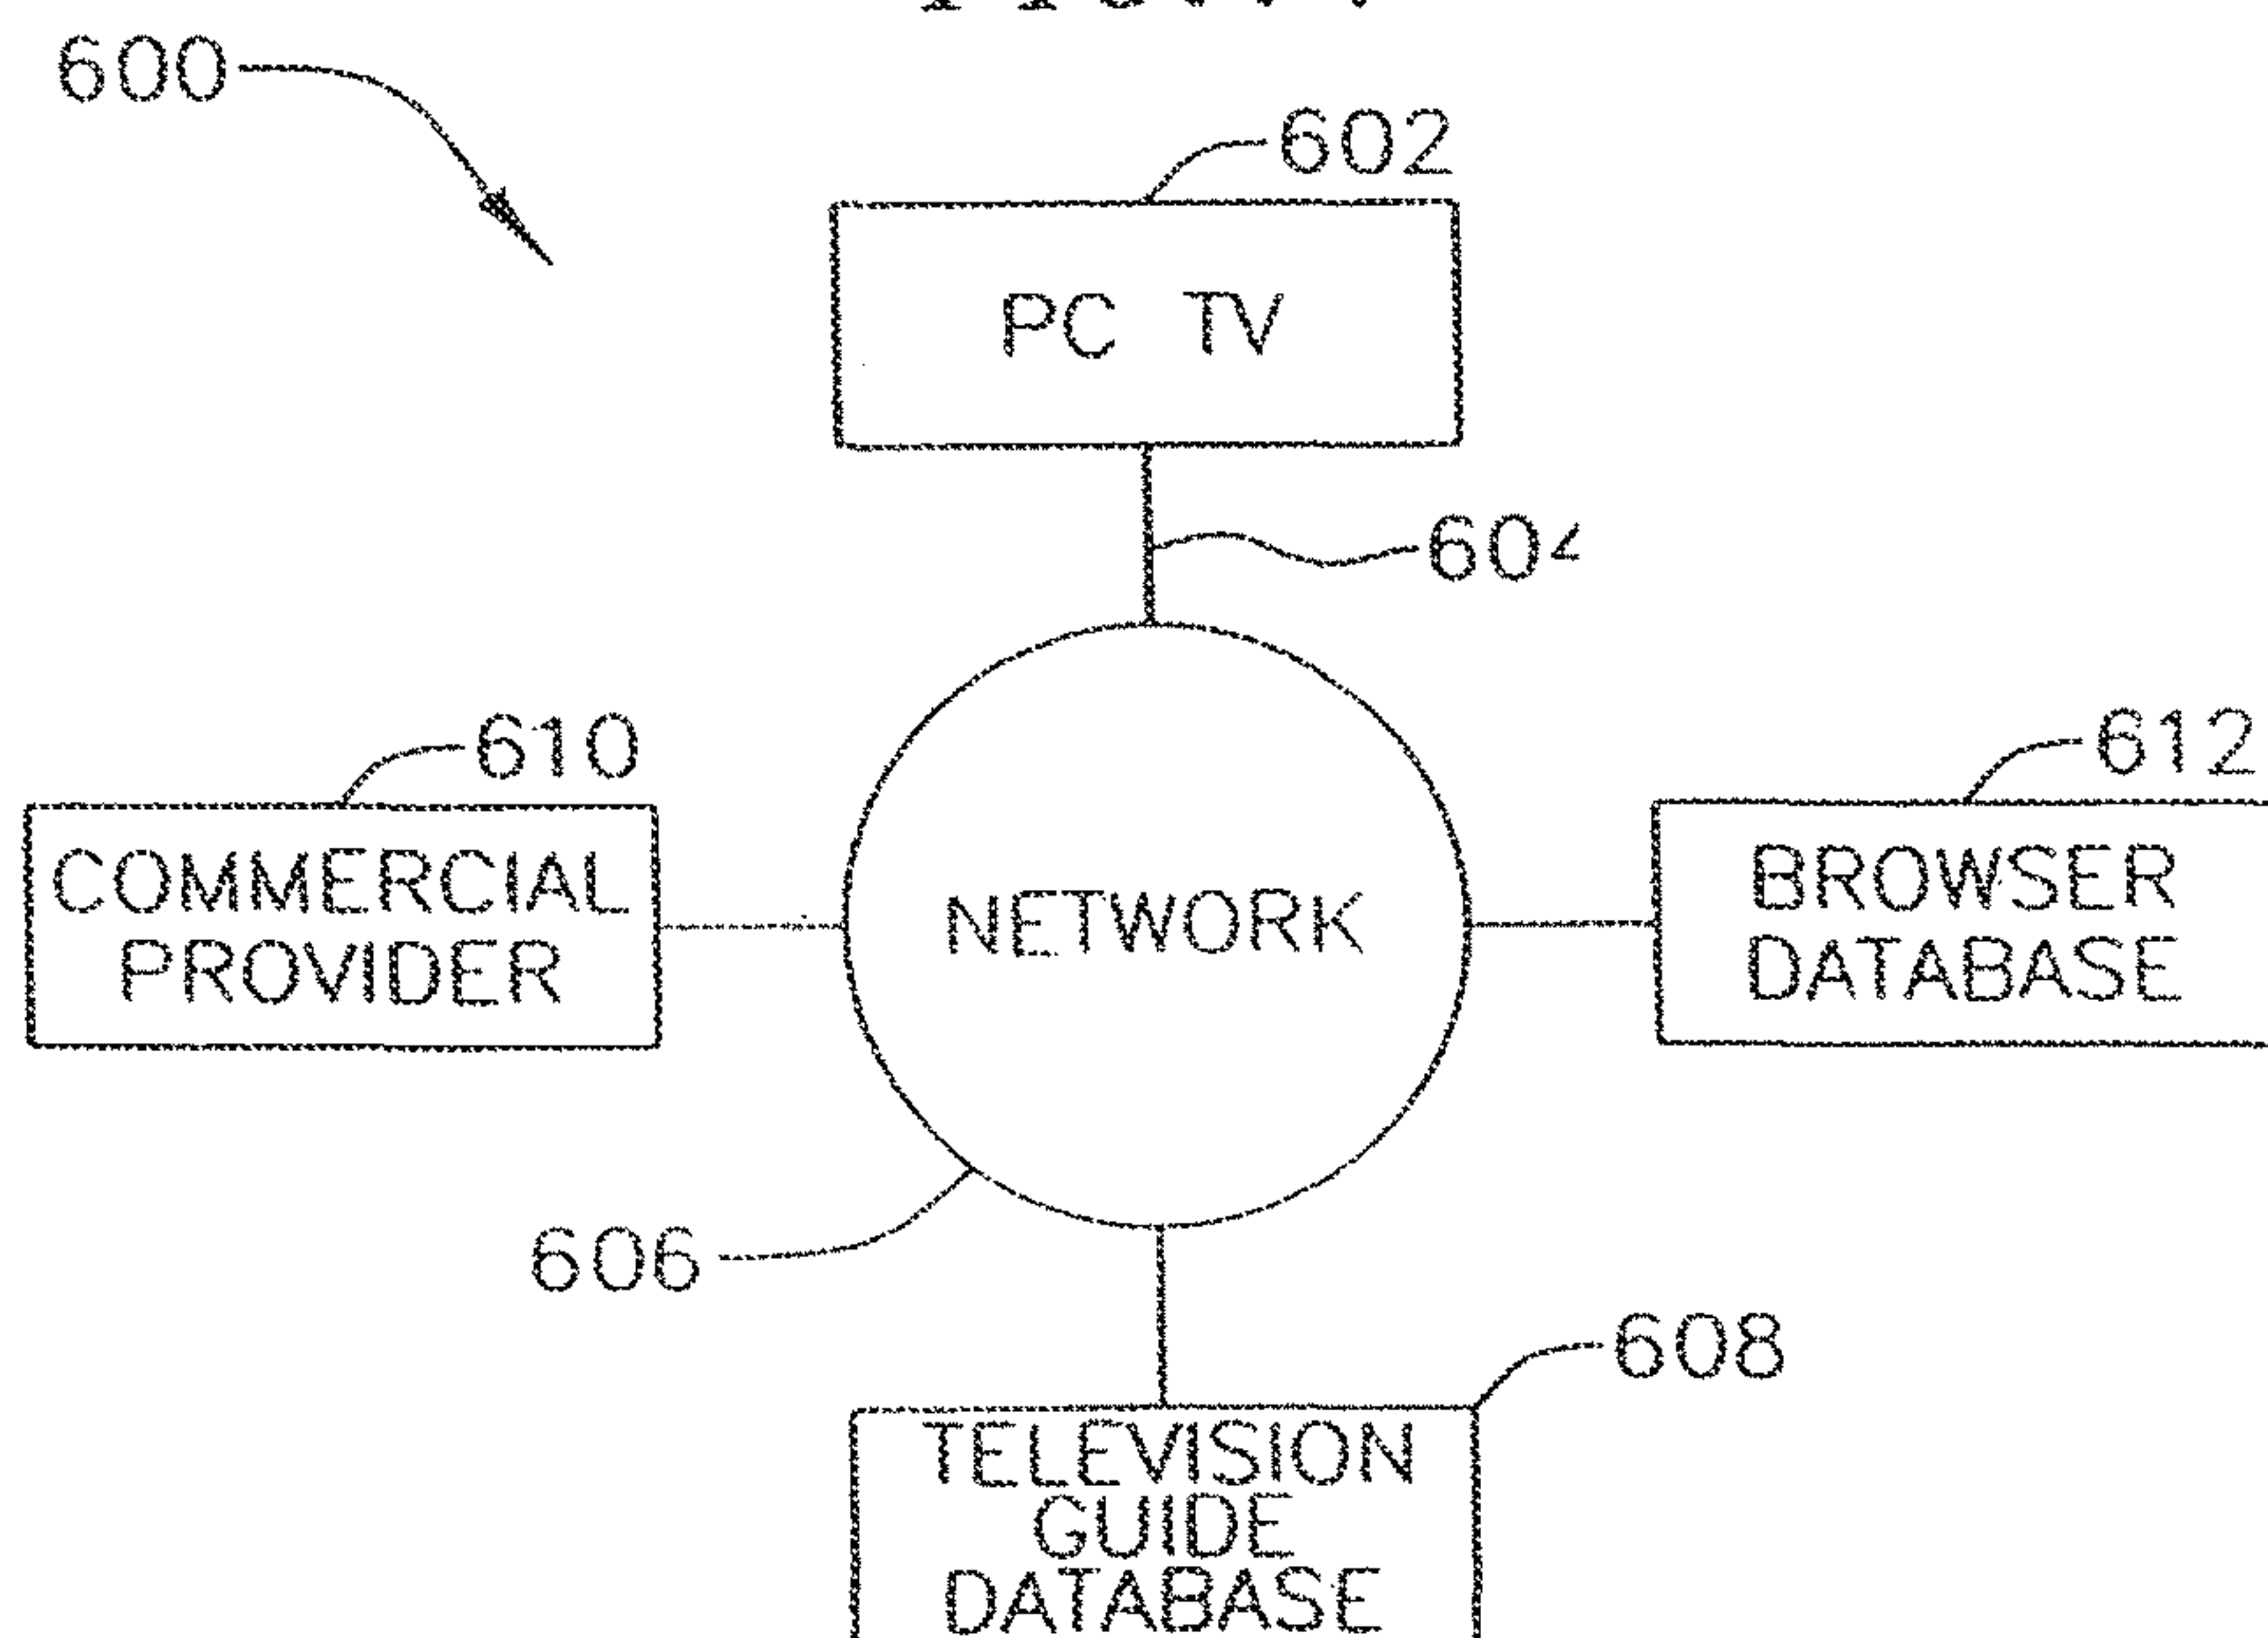 600
602
PC TV
604
610
612
COMMERCIAL
PROVIDER
NETWORK
BROWSER
DATABASE
606
608
TELEVISION
GUIDE
DATABASE